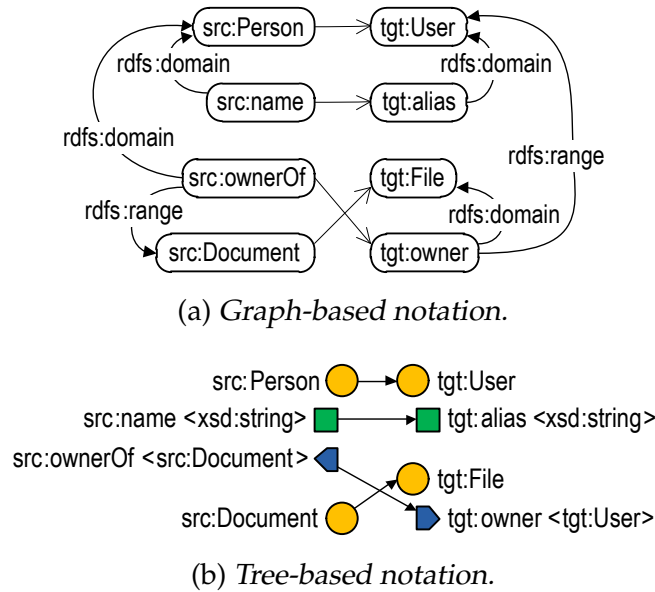 src:Person tgt:User
rdfs:domain rdfs:domain
src:name tgt:alias
rdfs:domain
rdfs:range
src:ownerOf tgt:File
rdfs:range rdfs:domain
src:Document tgt:owner
(a) Graph-based notation.
src:Person tgt:User
src:name <xsd:string> tgt:alias <xsd:string>
src:ownerOf <src:Document>
tgt:File
src:Document tgt:owner <tgt:User>
(b) Tree-based notation.